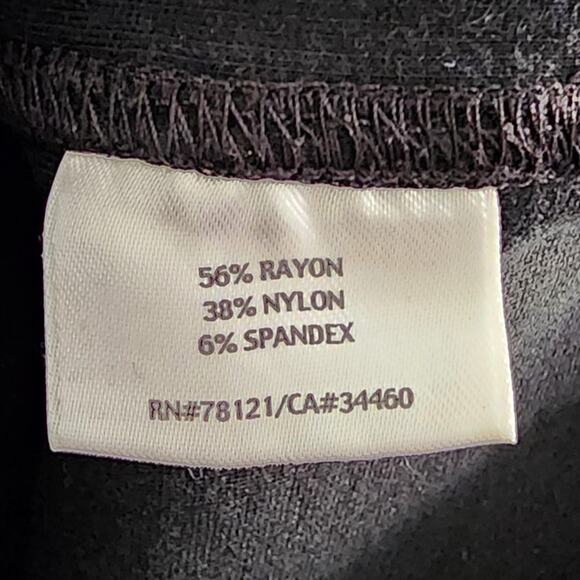 56% RAYON
38% NYLON
6% SPANDEX
RN#78121/CA#34460